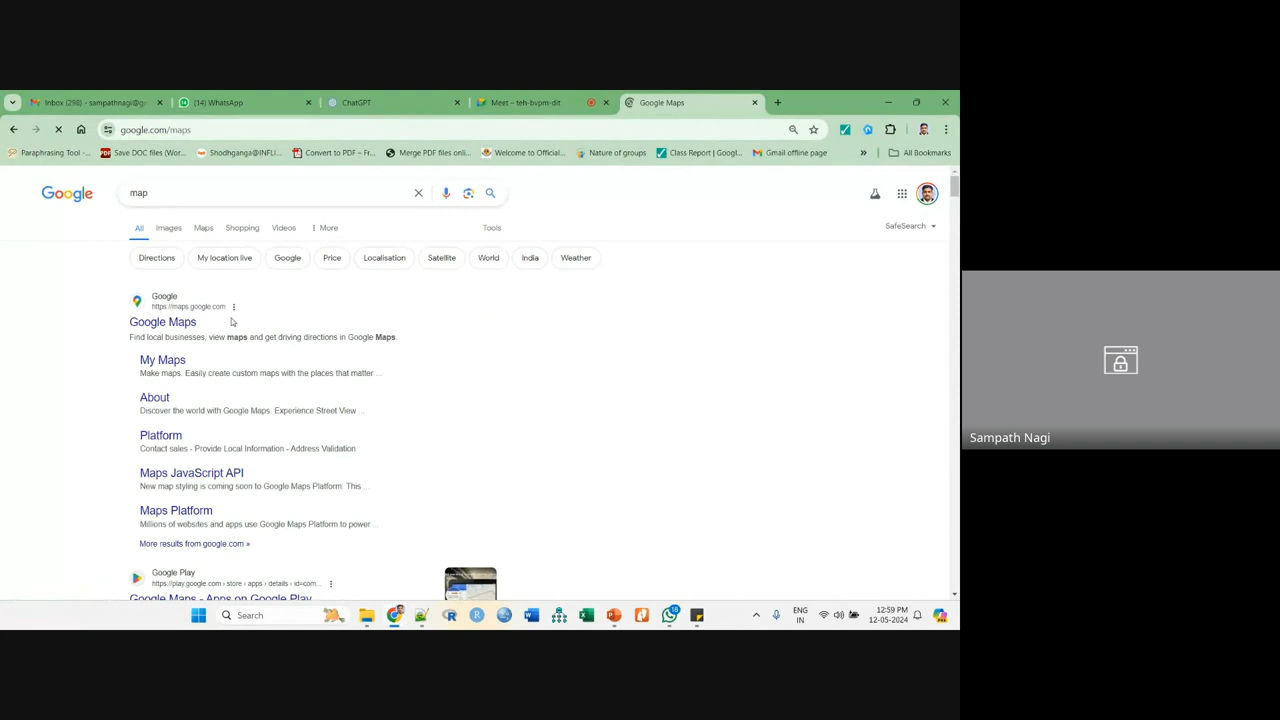 Inbox (298) - sampathnagi@g
(14) WhatsApp
ChatGPT
Meet – teh-bvpm-dit
Google Maps
google.com/maps
Paraphrasing Tool -...
Save DOC files (Wor...
Shodhganga@INFLI...
Convert to PDF – Fr...
Merge PDF files onli...
Welcome to Official...
Nature of groups
Class Report | Googl...
Gmail offline page
»
All Bookmarks
Google
map
All
Images
Maps
Shopping
Videos
More
Tools
SafeSearch
Directions
My location live
Google
Price
Localisation
Satellite
World
India
Weather
Google
https://maps.google.com
Google Maps
Find local businesses, view maps and get driving directions in Google Maps.
My Maps
Make maps. Easily create custom maps with the places that matter ...
About
Discover the world with Google Maps. Experience Street View ...
Platform
Contact sales - Provide Local Information - Address Validation
Maps JavaScript API
New map styling is coming soon to Google Maps Platform. This ...
Maps Platform
Millions of websites and apps use Google Maps Platform to power ...
More results from google.com »
Google Play
https://play.google.com › store › apps › details › id=com...
Google Maps - Apps on Google Play
Sampath Nagi
Search
18
ENG
IN
12:59 PM
12-05-2024